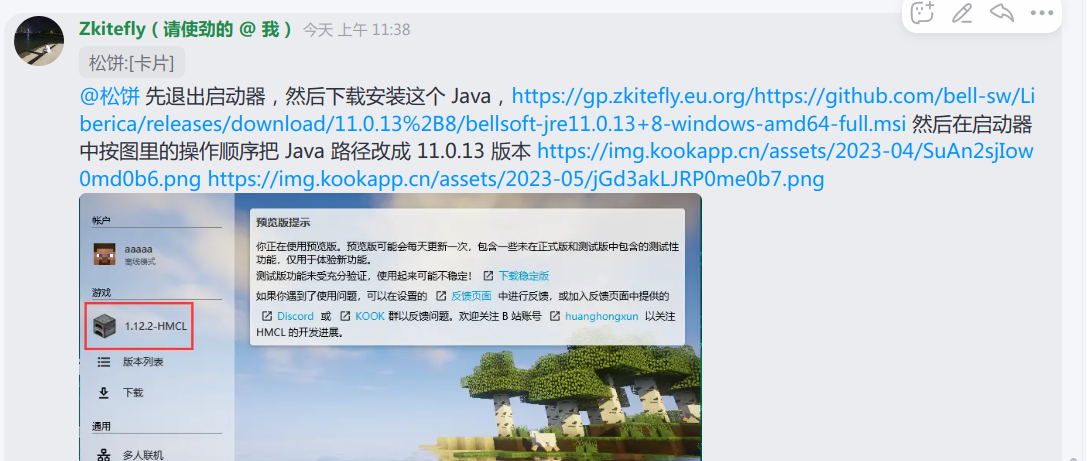 Zkitefly（请使劲的 @ 我） 今天 上午 11:38
松饼:[卡片]
@松饼 先退出启动器，然后下载安装这个 Java，https://gp.zkitefly.eu.org/https://github.com/bell-sw/Li
berica/releases/download/11.0.13%2B8/bellsoft-jre11.0.13+8-windows-amd64-full.msi 然后在启动器
中按图里的操作顺序把 Java 路径改成 11.0.13 版本 https://img.kookapp.cn/assets/2023-04/SuAn2sjIow
0md0b6.png https://img.kookapp.cn/assets/2023-05/jGd3akLJRP0me0b7.png
帐户
aaaaa
离线模式
游戏
1.12.2-HMCL
版本列表
下载
通用
多人联机
预览版提示
你正在使用预览版。预览版可能会每天更新一次，包含一些未在正式版和测试版中包含的测试性
功能，仅用于体验新功能。
测试版功能未受充分验证，使用起来可能不稳定！ 下载稳定版
如果你遇到了使用问题，可以在设置的 反馈页面 中进行反馈，或加入反馈页面中提供的
Discord 或 KOOK 群以反馈问题。欢迎关注 B 站账号 huanghongxun 以关注
HMCL 的开发进展。